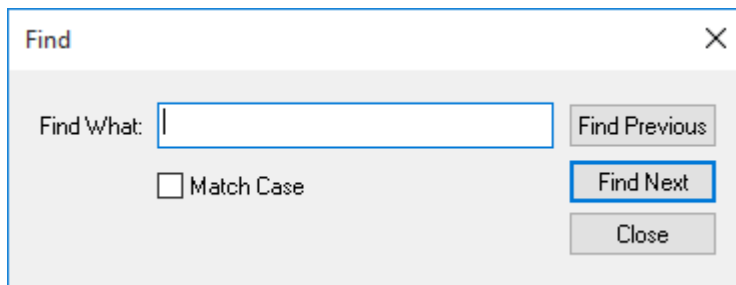 Find
Find What:
Find Previous
Match Case
Find Next
Close